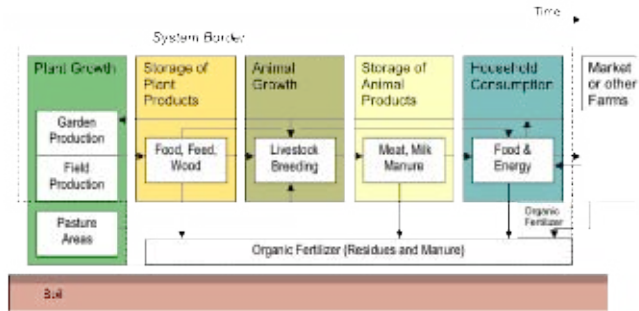 Time
System Border
Plant Growth
Storage of
Plant
Products
Animal
Growth
Storage of
Animal
Products
Household
Consumption
Market
or other
Farms
Garden
Production
Field
Production
Pasture
Areas
Food, Feed,
Wood
Livestock
Breeding
Meat, Milk
Manure
Food &
Energy
Organic
Fertilizer
Organic Fertilizer (Residues and Manure)
Soil